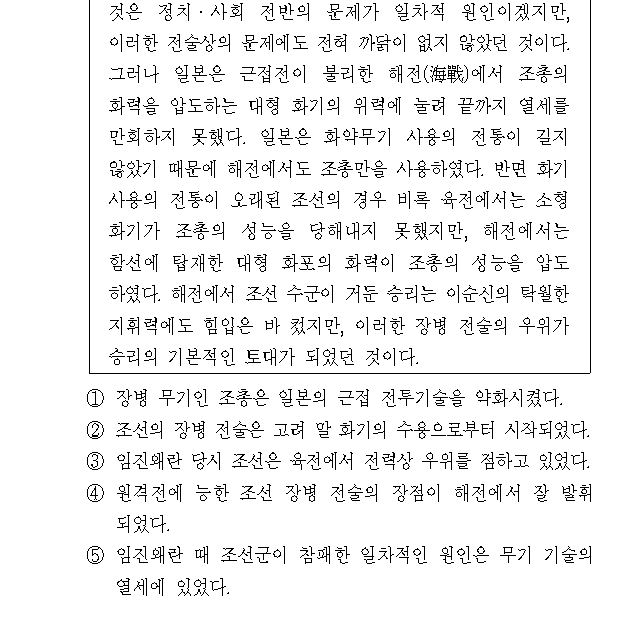 것은 정치 · 사회 전반의 문제가 일차적 원인이겠지만,
이러한 전술상의 문제에도 전혀 까닭이 없지 않았던 것이다.
그러나 일본은 근접전이 불리한 해전(海戰)에서 조총의
화력을 압도하는 대형 화기의 위력에 눌려 끝까지 열세를
만회하지 못했다. 일본은 화약무기 사용의 전통이 길지
않았기 때문에 해전에서도 조총만을 사용하였다. 반면 화기
사용의 전통이 오래된 조선의 경우 비록 육전에서는 소형
화기가 조총의 성능을 당해내지 못했지만, 해전에서는
함선에 탑재한 대형 화포의 화력이 조총의 성능을 압도
하였다. 해전에서 조선 수군이 거둔 승리는 이순신의 탁월한
지휘력에도 힘입은 바 컸지만, 이러한 장병 전술의 우위가
승리의 기본적인 토대가 되었던 것이다.
① 장병 무기인 조총은 일본의 근접 전투기술을 약화시켰다.
② 조선의 장병 전술은 고려 말 화기의 수용으로부터 시작되었다.
③ 임진왜란 당시 조선은 육전에서 전력상 우위를 점하고 있었다.
④ 원격전에 능한 조선 장병 전술의 장점이 해전에서 잘 발휘
되었다.
⑤ 임진왜란 때 조선군이 참패한 일차적인 원인은 무기 기술의
열세에 있었다.